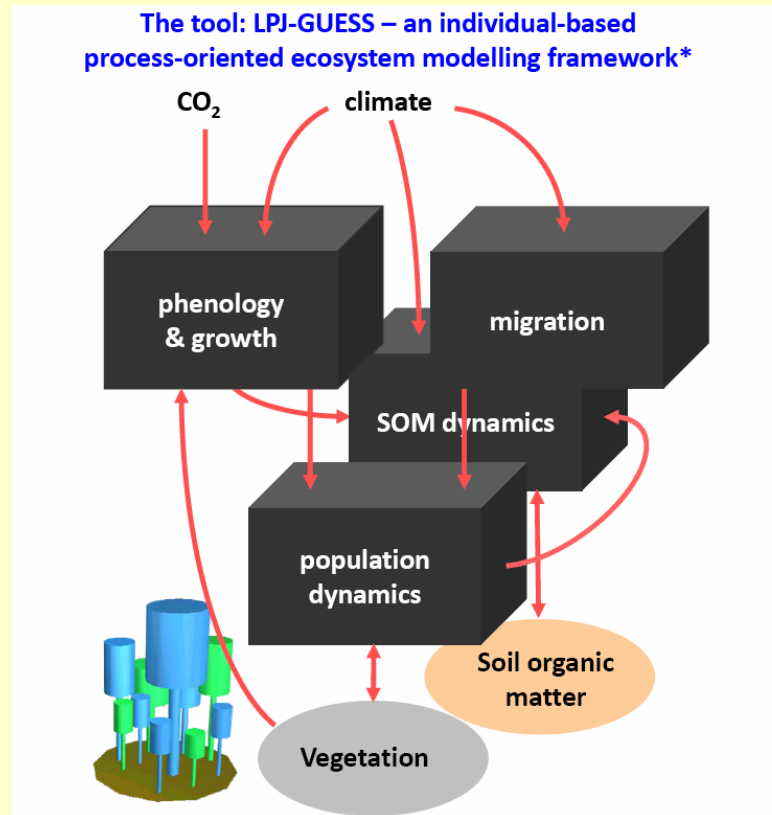 The tool: LPJ-GUESS – an individual-based
process-oriented ecosystem modelling framework*
CO₂
climate
phenology
& growth
migration
SOM dynamics
population
dynamics
Soil organic
matter
Vegetation